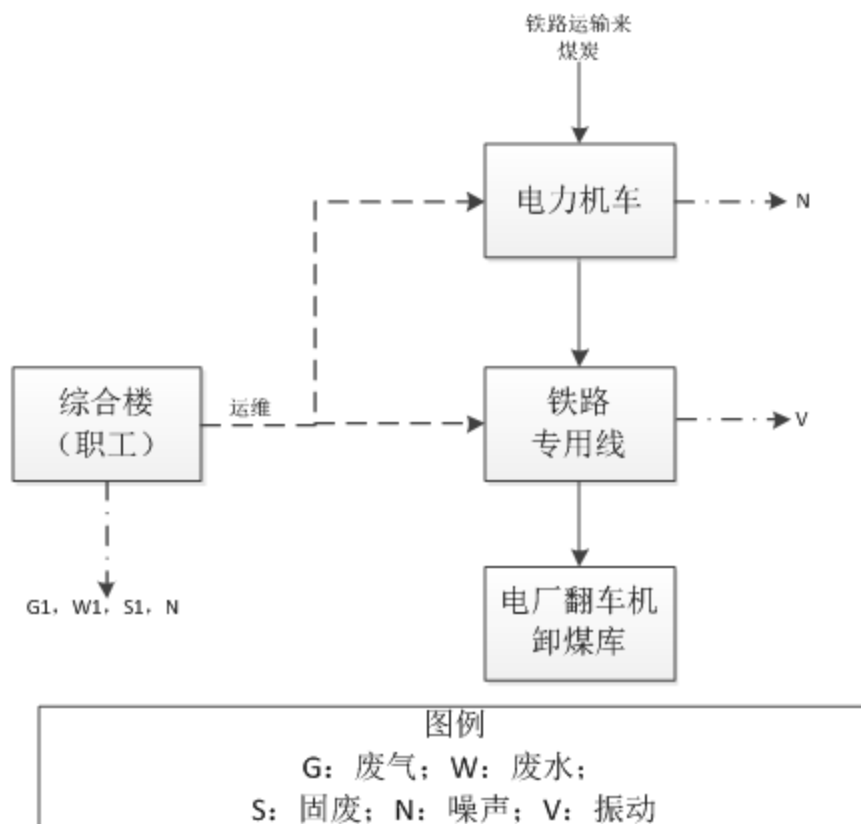 铁路运输来
煤炭
电力机车
N
综合楼
（职工）
运维
铁路
专用线
V
G1，W1，S1，N
电厂翻车机
卸煤库
图例
G：废气；W：废水；
S：固废；N：噪声；V：振动